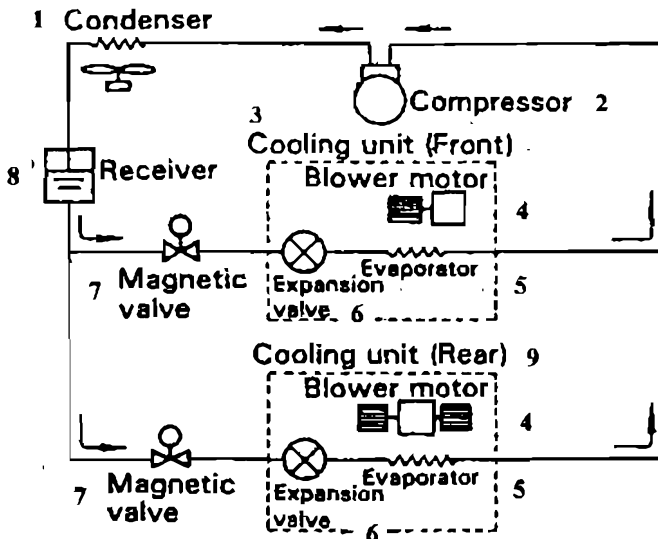 1 Condenser
Compressor 2
3
Cooling unit (Front)
8 Receiver
Blower motor
4
7 Magnetic
valve
Expansion
valve 6
Evaporator
5
Cooling unit (Rear) 9
Blower motor
4
7 Magnetic
valve
Expansion
valve 6
Evaporator
5